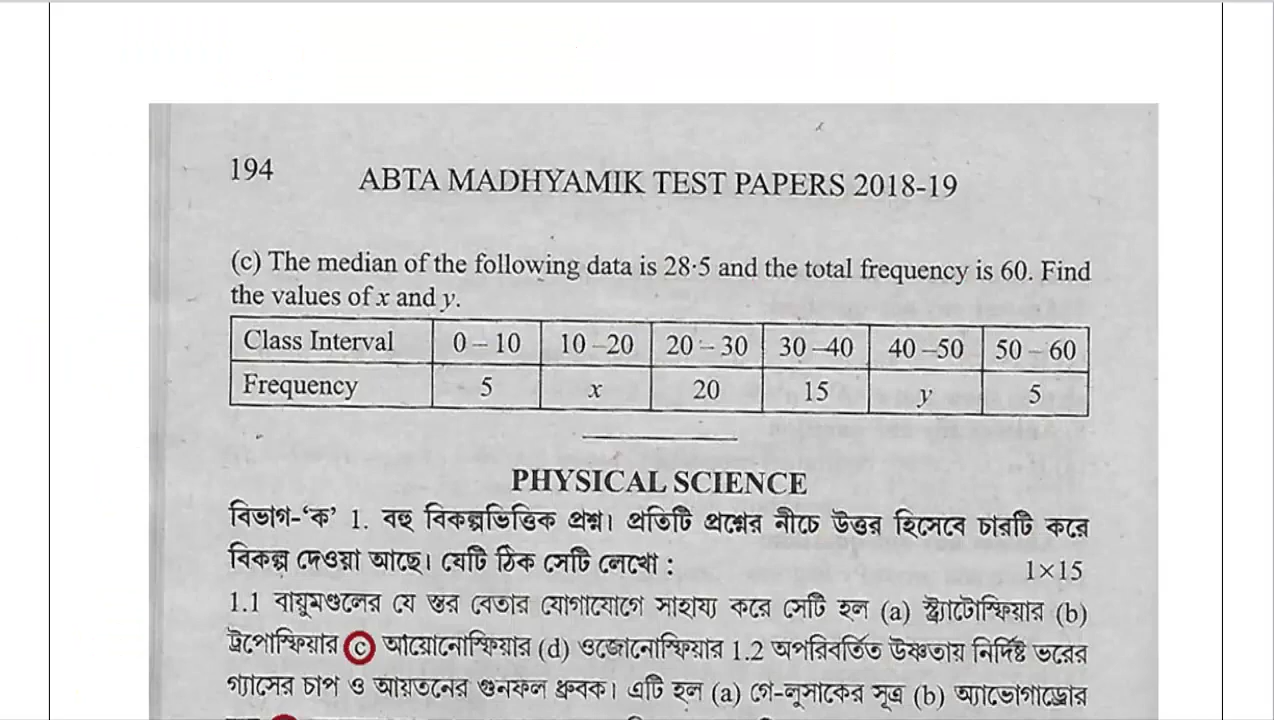 194
ABTA MADHYAMIK TEST PAPERS 2018-19
(c) The median of the following data is 28·5 and the total frequency is 60. Find
the values of x and y.
Class Interval 0 – 10 10 –20 20 – 30 30 –40 40 –50 50 – 60
Frequency 5 x 20 15 y 5
PHYSICAL SCIENCE
বিভাগ-‘ক’ 1. বহু বিকল্পভিত্তিক প্রশ্ন। প্রতিটি প্রশ্নের নীচে উত্তর হিসেবে চারটি করে
বিকল্প দেওয়া আছে। যেটি ঠিক সেটি লেখো : 1×15
1.1 বায়ুমণ্ডলের যে স্তর বেতার যোগাযোগে সাহায্য করে সেটি হল (a) স্ট্র্যাটোস্ফিয়ার (b)
ট্রপোস্ফিয়ার (c) আয়োনোস্ফিয়ার (d) ওজোনোস্ফিয়ার 1.2 অপরিবর্তিত উষ্ণতায় নির্দিষ্ট ভরের
গ্যাসের চাপ ও আয়তনের গুনফল ধ্রুবক। এটি হল (a) গে-লুসাকের সূত্র (b) অ্যাভোগাড্রোর